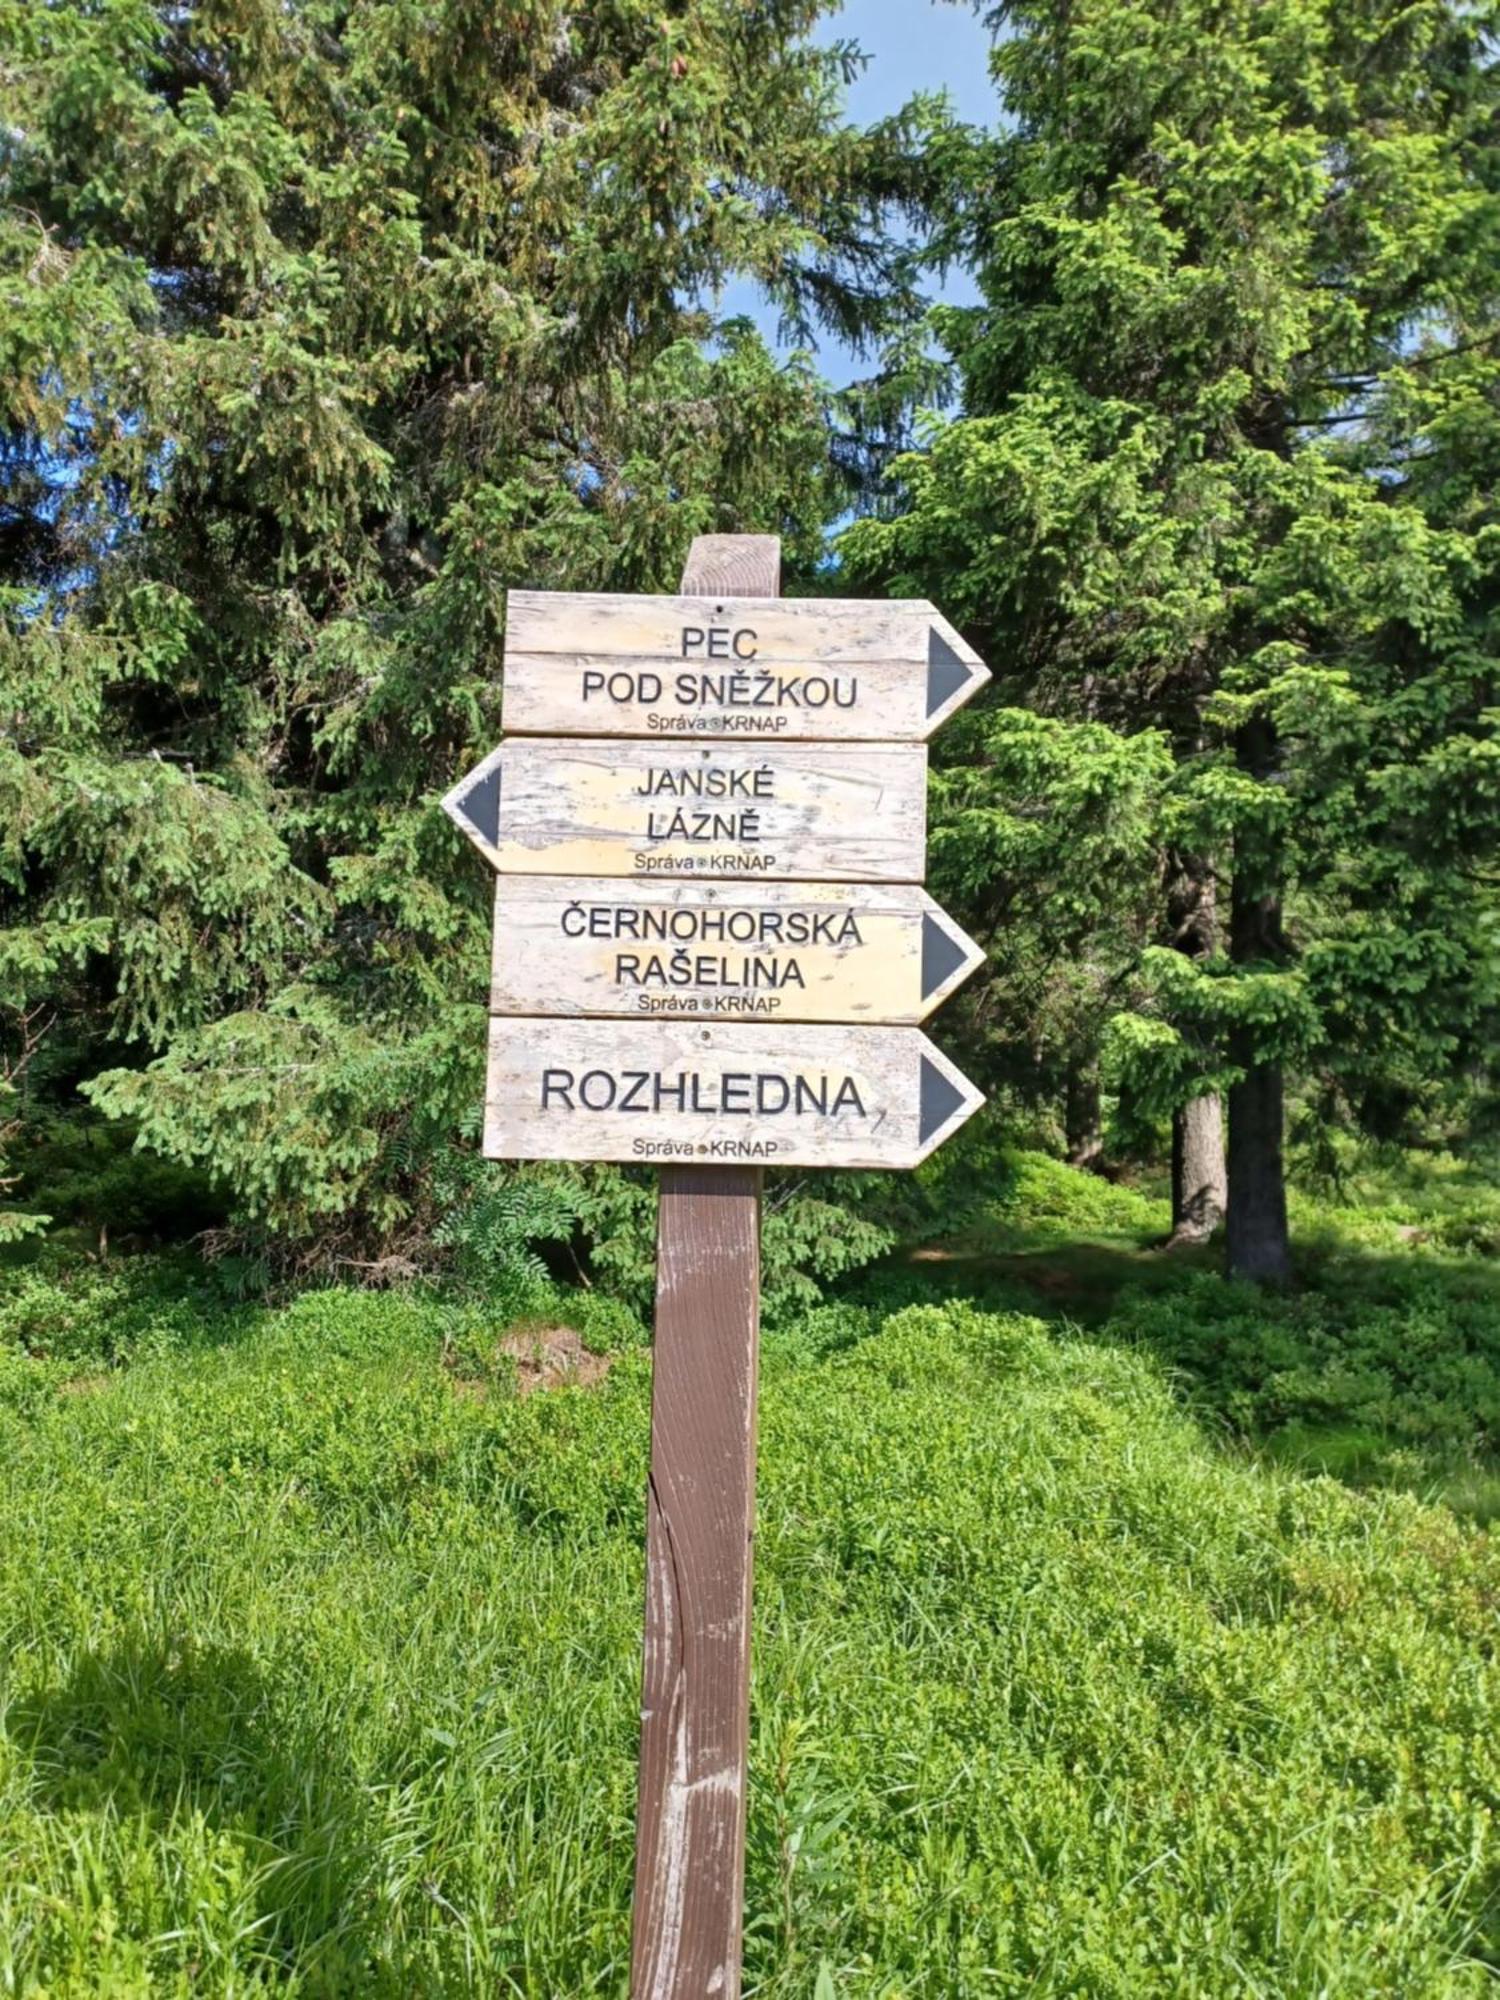 PEC
POD SNĚŽKOU
Správa KRNAP
JANSKÉ
LÁZNĚ
Správa KRNAP
ČERNOHORSKÁ
RAŠELINA
Správa KRNAP
ROZHLEDNA
Správa KRNAP